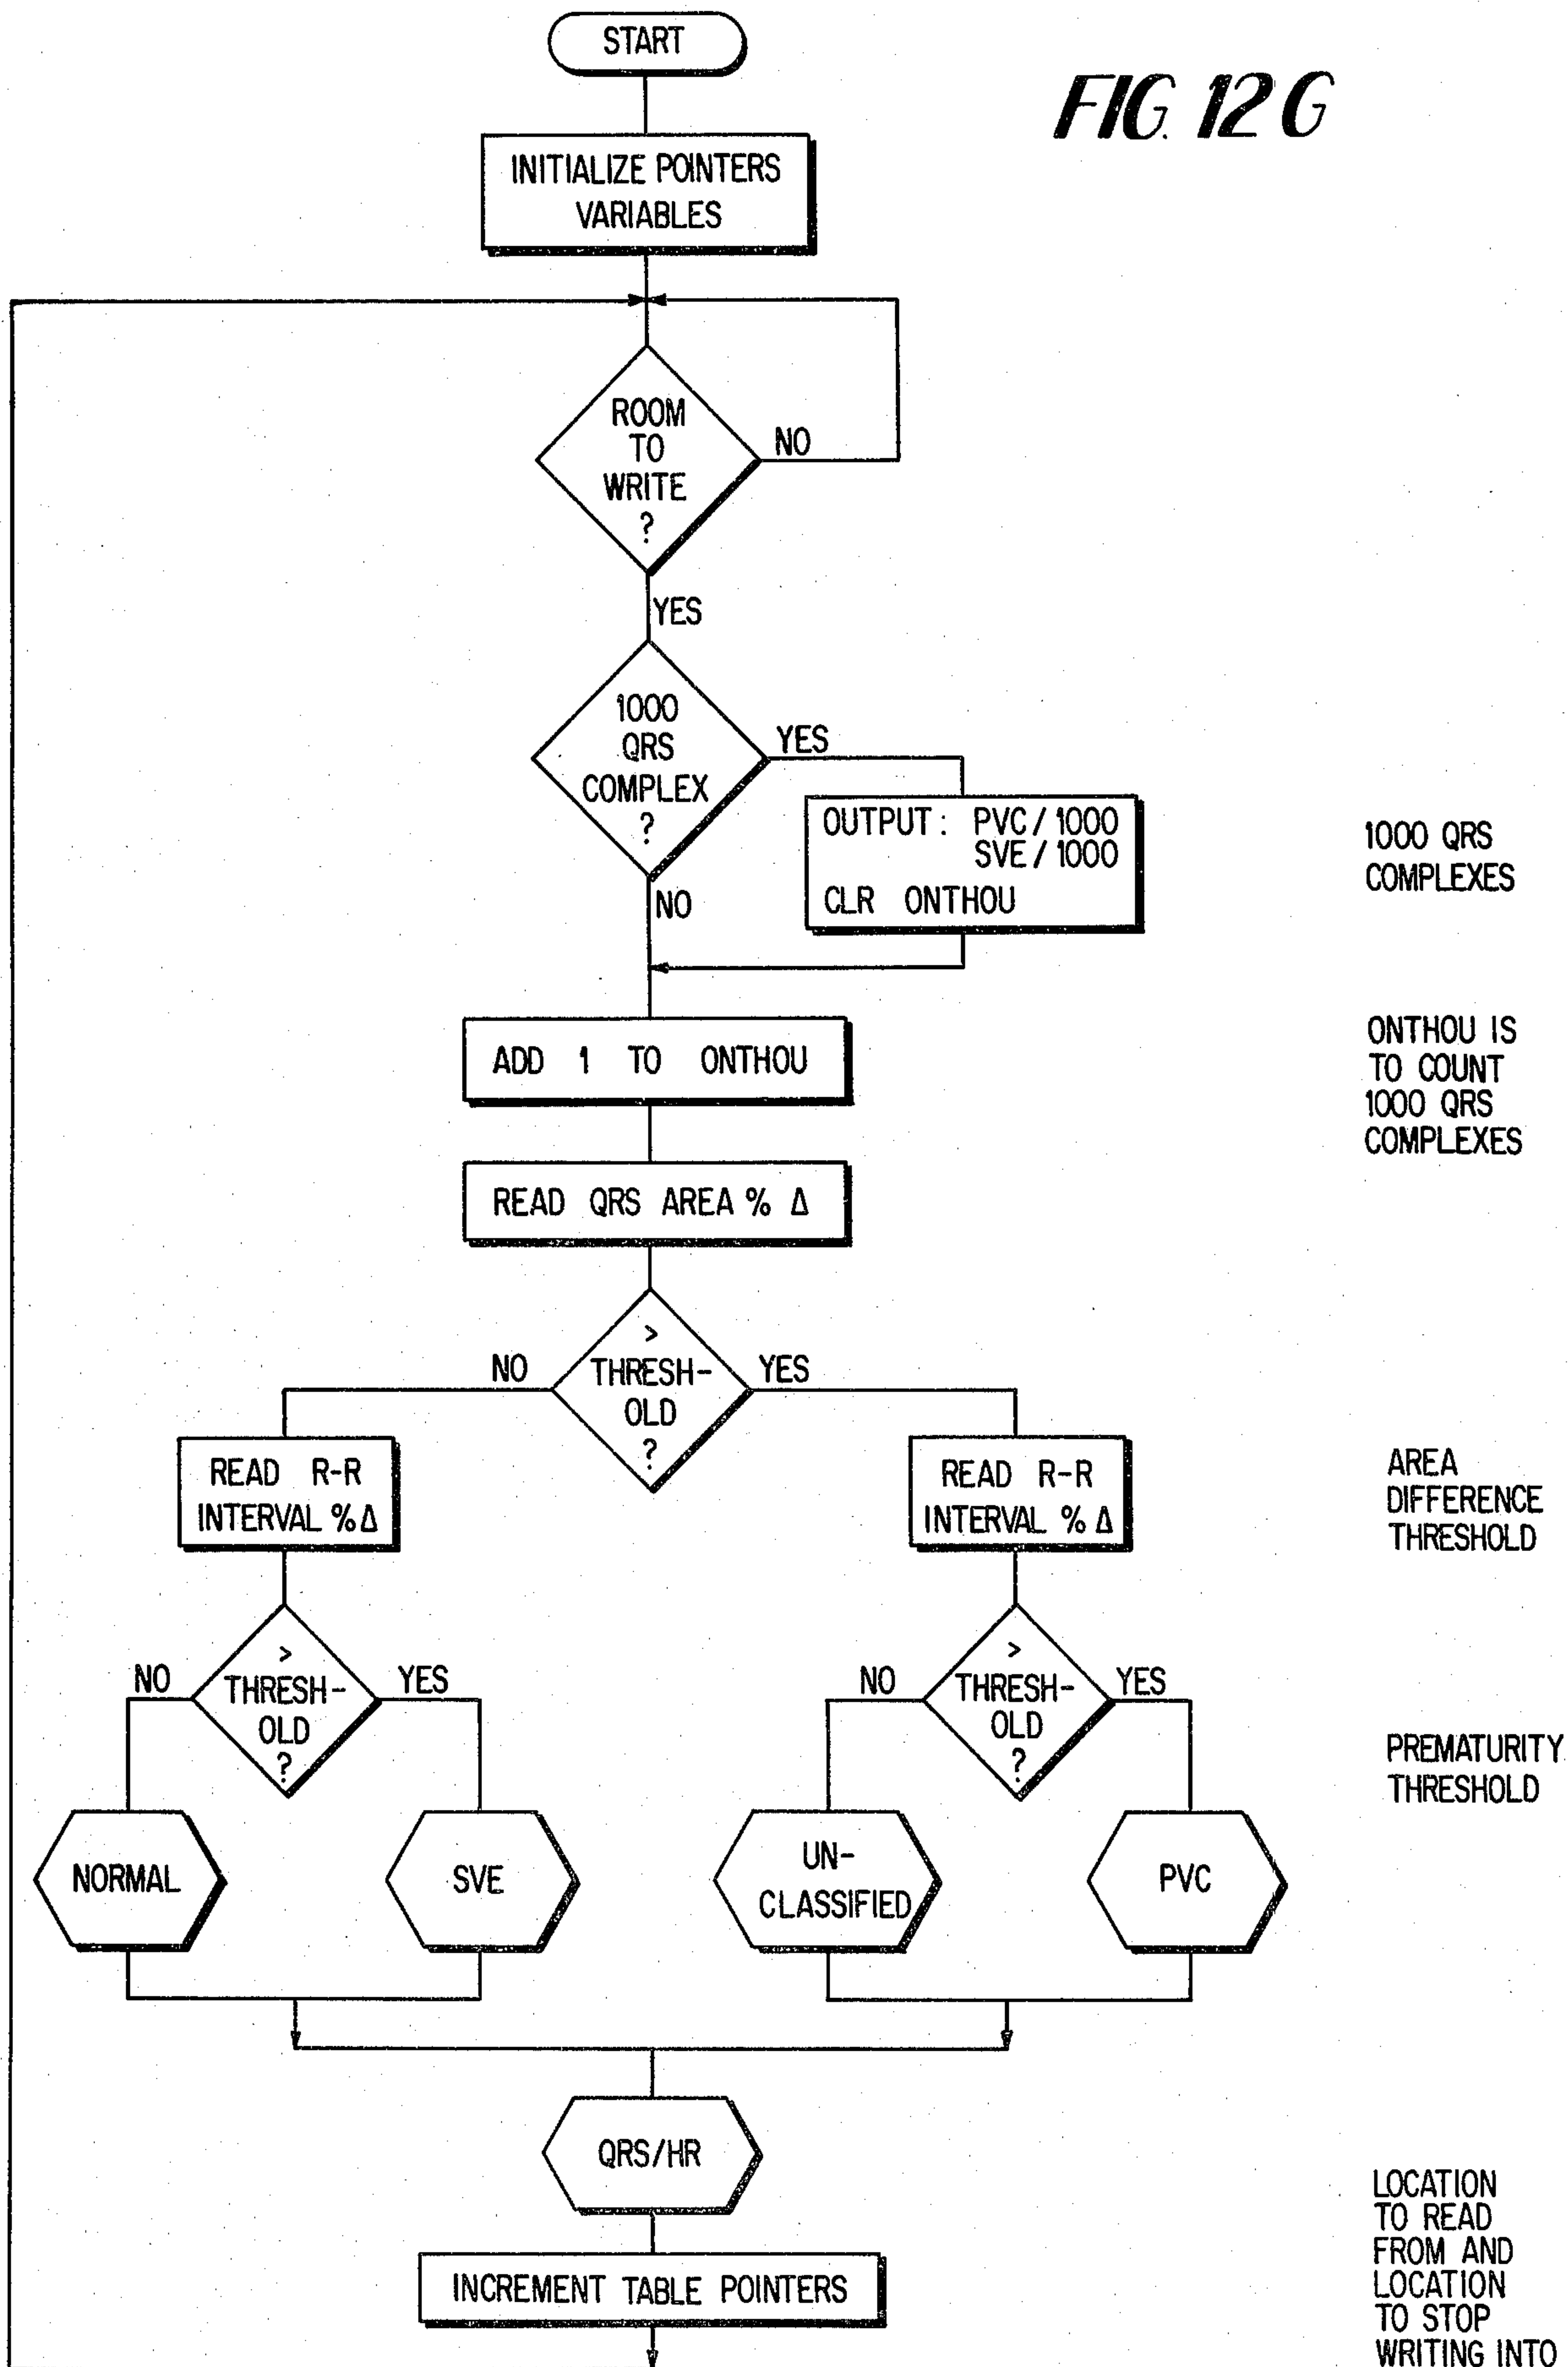 START
FIG. 12G
INITIALIZE POINTERS
VARIABLES
ROOM
TO
WRITE
?
NO
YES
1000
QRS
COMPLEX
?
YES
NO
OUTPUT: PVC/1000
SVE/1000
CLR ONTHOU
1000 QRS
COMPLEXES
ADD 1 TO ONTHOU
ONTHOU IS
TO COUNT
1000 QRS
COMPLEXES
READ QRS AREA % Δ
>
THRESH-
OLD
?
NO
YES
READ R-R
INTERVAL % Δ
READ R-R
INTERVAL % Δ
AREA
DIFFERENCE
THRESHOLD
>
THRESH-
OLD
?
NO
YES
>
THRESH-
OLD
?
NO
YES
PREMATURITY
THRESHOLD
NORMAL
SVE
UN-
CLASSIFIED
PVC
QRS/HR
INCREMENT TABLE POINTERS
LOCATION
TO READ
FROM AND
LOCATION
TO STOP
WRITING INTO